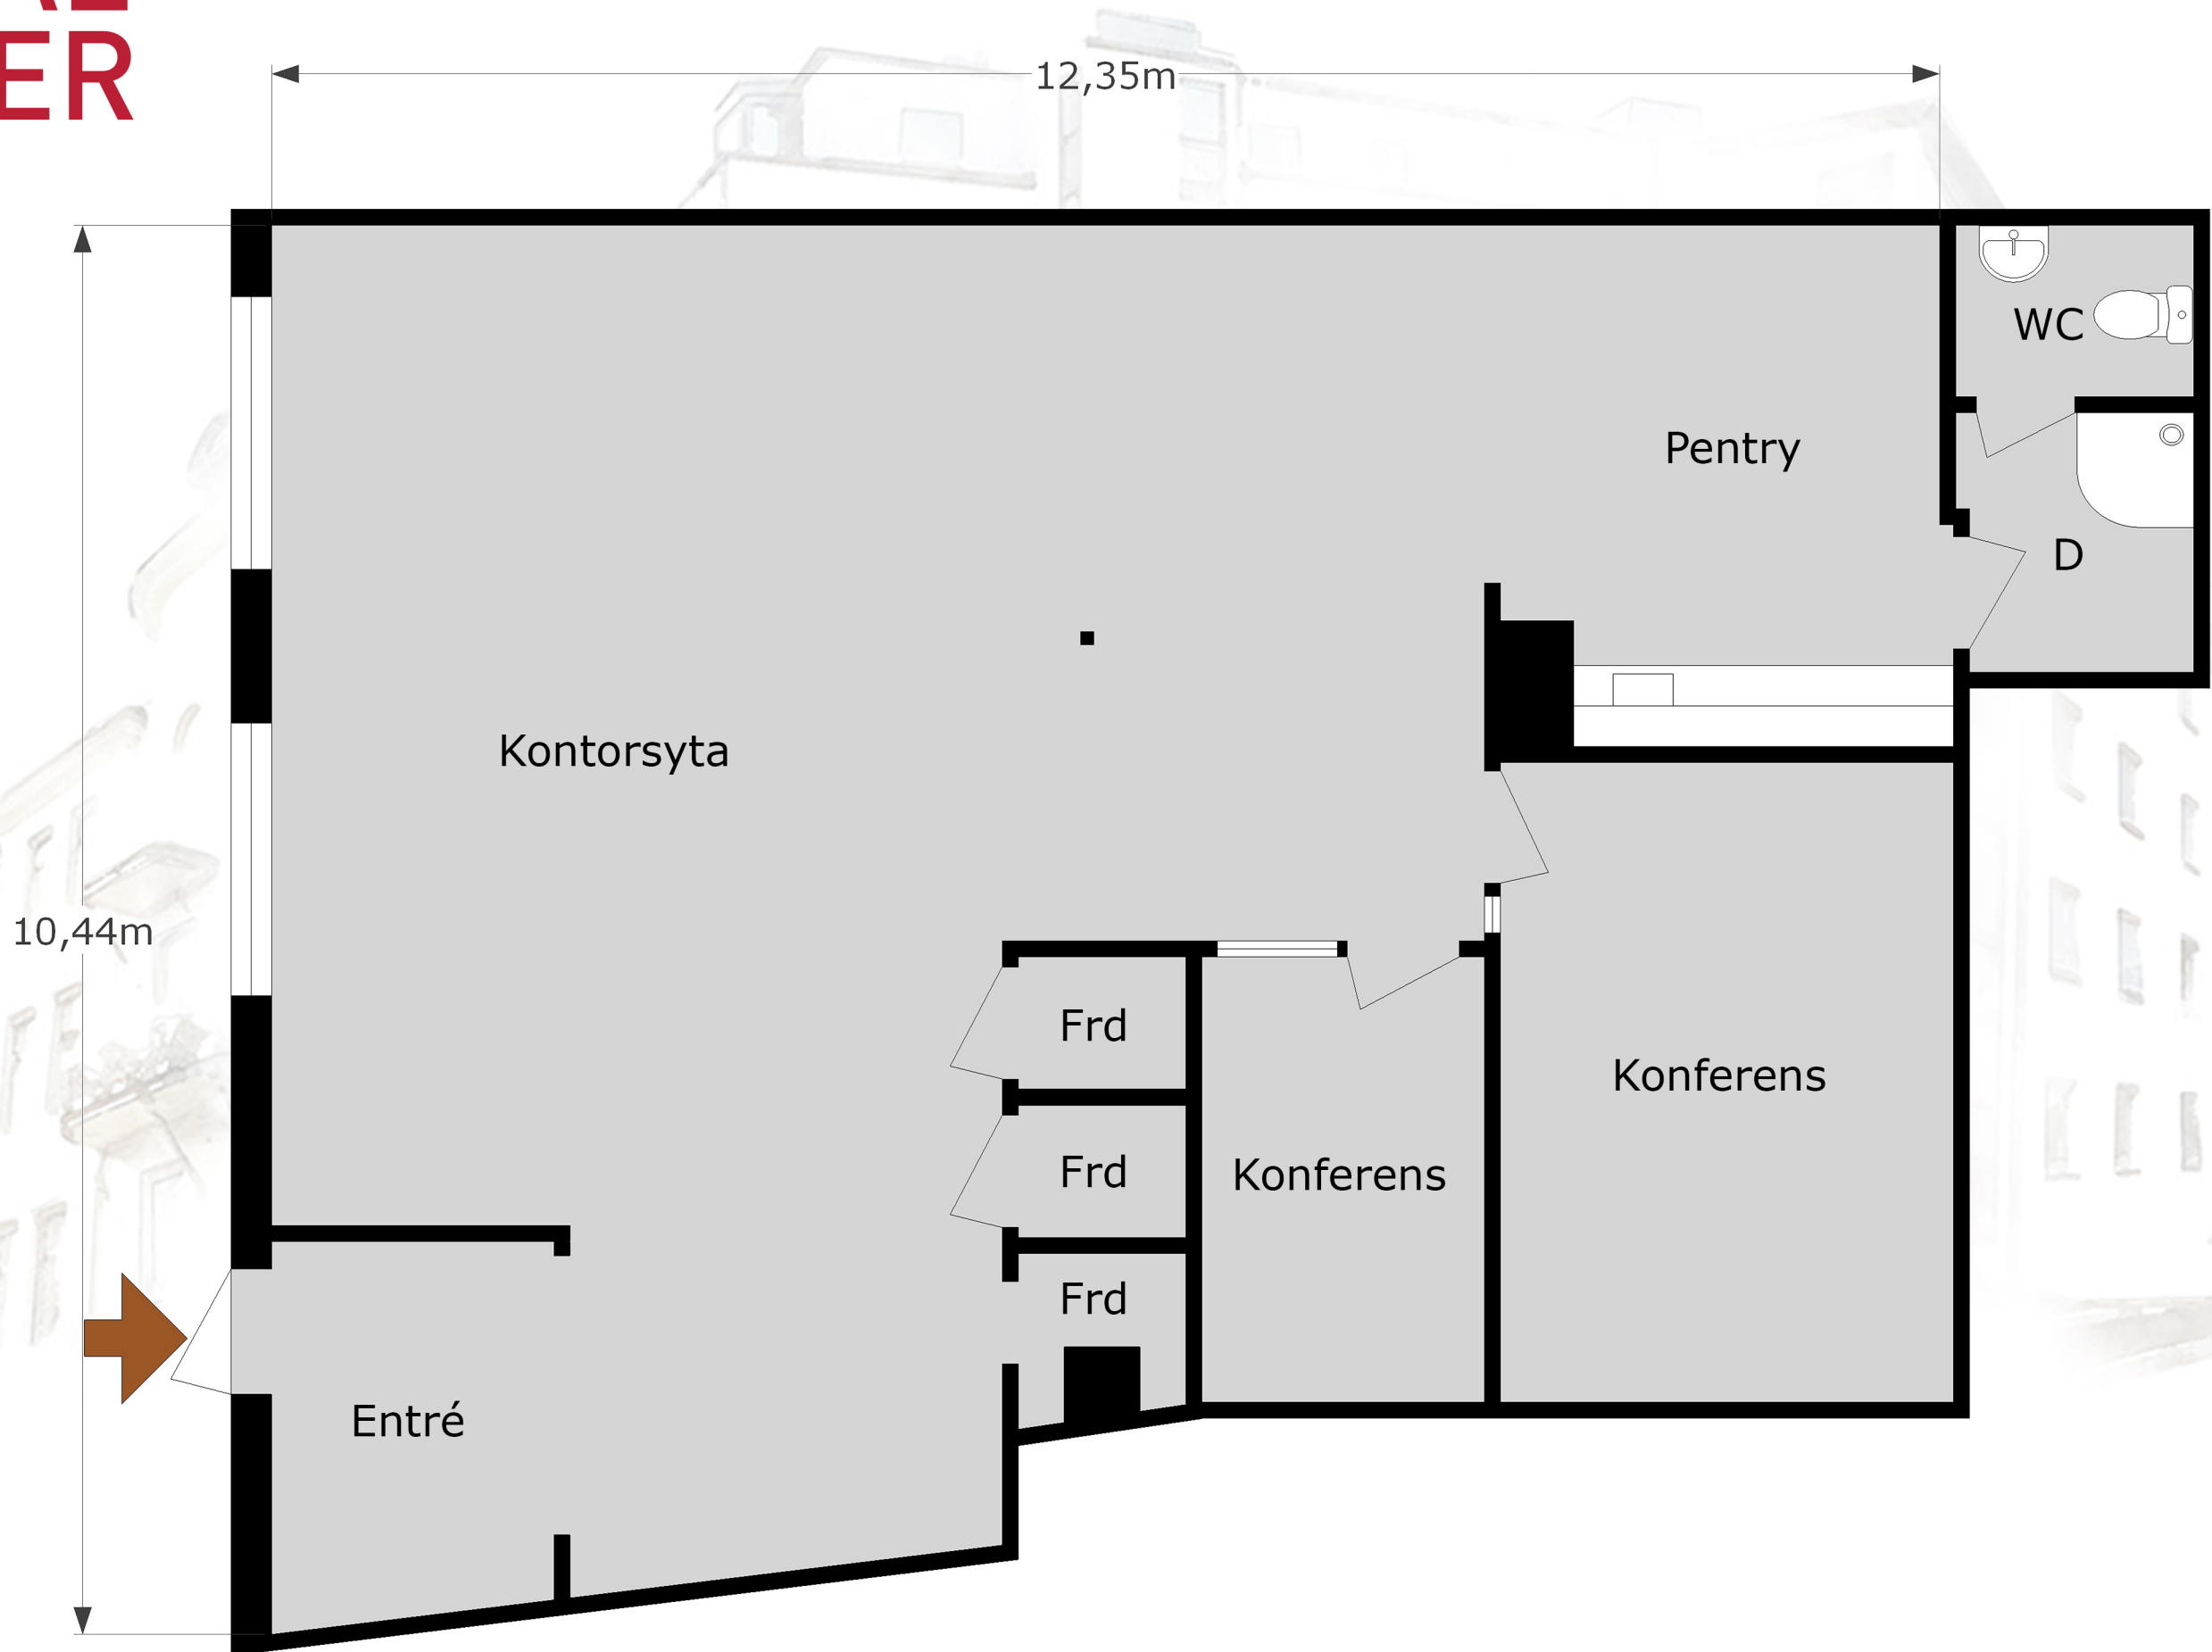 ER
12,35m
WC
Pentry
D
Kontorsyta
10,44m
Frd
Konferens
Frd
Konferens
Frd
Entré